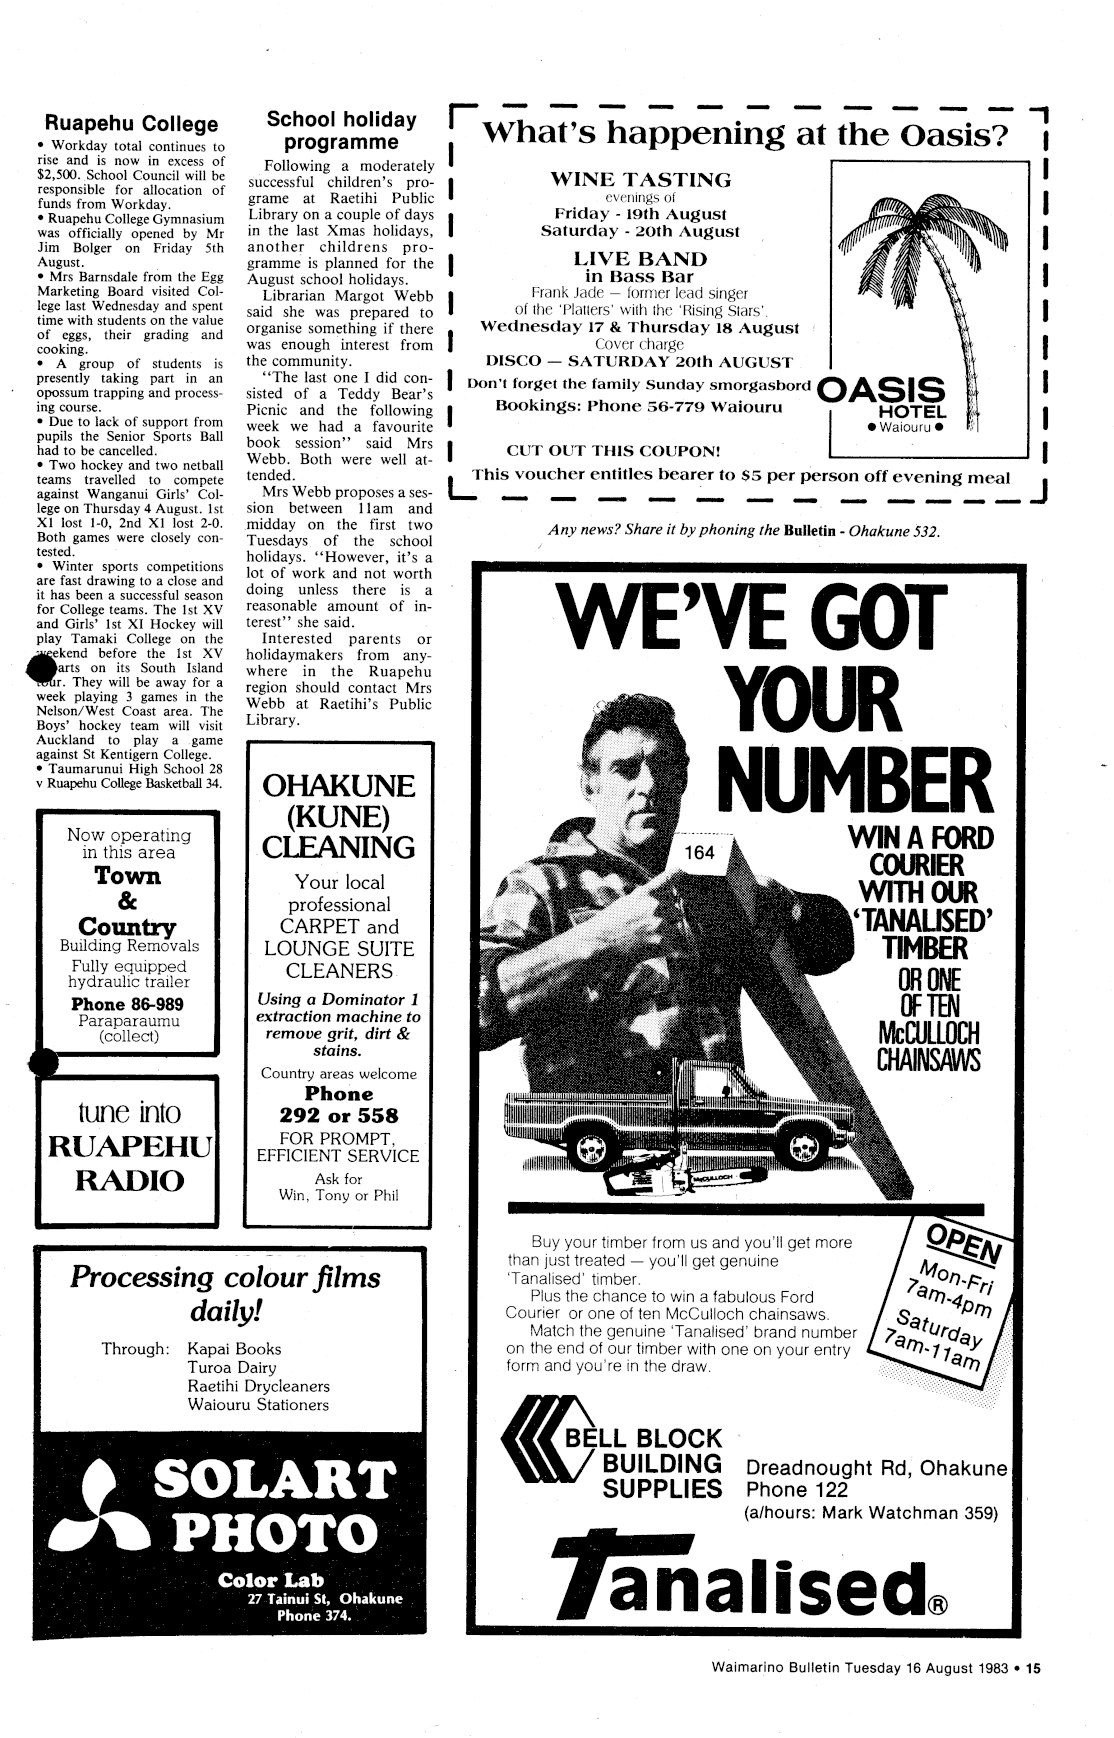 Ruapehu College
• Workday total continues to
rise and is now in excess of
$2,500. School Council will be
responsible for allocation of
funds from Workday.
• Ruapehu College Gymnasium
was officially opened by Mr
Jim Bolger on Friday 5th
August.
• Mrs Barnsdale from the Egg
Marketing Board visited Col-
lege last Wednesday and spent
time with students on the value
of eggs, their grading and
cooking.
• A group of students is
presently taking part in an
opossum trapping and process-
ing course.
• Due to lack of support from
pupils the Senior Sports Ball
had to be cancelled.
• Two hockey and two netball
teams travelled to compete
against Wanganui Girls' Col-
lege on Thursday 4 August. 1st
X1 lost 1-0, 2nd X1 lost 2-0.
Both games were closely con-
tested.
• Winter sports competitions
are fast drawing to a close and
it has been a successful season
for College teams. The 1st XV
and Girls' 1st XI Hockey will
play Tamaki College on the
weekend before the 1st XV
arts on its South Island
ur. They will be away for a
week playing 3 games in the
Nelson/West Coast area. The
Boys' hockey team will visit
Auckland to play a game
against St Kentigern College.
• Taumarunui High School 28
v Ruapehu College Basketball 34.
School holiday
programme
Following a moderately
successful children's pro-
grame at Raetihi Public
Library on a couple of days
in the last Xmas holidays,
another childrens pro-
gramme is planned for the
August school holidays.
Librarian Margot Webb
said she was prepared to
organise something if there
was enough interest from
the community.
"The last one I did con-
sisted of a Teddy Bear's
Picnic and the following
week we had a favourite
book session" said Mrs
Webb. Both were well at-
tended.
Mrs Webb proposes a ses-
sion between 11am and
midday on the first two
Tuesdays of the school
holidays. "However, it's a
lot of work and not worth
doing unless there is a
reasonable amount of in-
terest" she said.
Interested parents or
holidaymakers from any-
where in the Ruapehu
region should contact Mrs
Webb at Raetihi's Public
Library.
What's happening at the Oasis?
WINE TASTING
evenings of
Friday - 19th August
Saturday - 20th August
LIVE BAND
in Bass Bar
Frank Jade — former lead singer
of the 'Platters' with the 'Rising Stars'.
Wednesday 17 & Thursday 18 August
Cover charge
DISCO — SATURDAY 20th AUGUST
Don't forget the family Sunday smorgasbord
Bookings: Phone 56-779 Waiouru
OASIS
HOTEL
• Waiouru •
CUT OUT THIS COUPON!
This voucher entitles bearer to $5 per person off evening meal
Any news? Share it by phoning the Bulletin - Ohakune 532.
Now operating
in this area
Town
&
Country
Building Removals
Fully equipped
hydraulic trailer
Phone 86-989
Paraparaumu
(collect)
tune into
RUAPEHU
RADIO
OHAKUNE
(KUNE)
CLEANING
Your local
professional
CARPET and
LOUNGE SUITE
CLEANERS
Using a Dominator 1
extraction machine to
remove grit, dirt &
stains.
Country areas welcome
Phone
292 or 558
FOR PROMPT,
EFFICIENT SERVICE
Ask for
Win, Tony or Phil
Processing colour films
daily!
Through: Kapai Books
Turoa Dairy
Raetihi Drycleaners
Waiouru Stationers
SOLART
PHOTO
Color Lab
27 Tainui St, Ohakune
Phone 374.
WE'VE GOT
YOUR
NUMBER
164
WIN A FORD
COURIER
WITH OUR
'TANALISED'
TIMBER
OR ONE
OF TEN
McCULLOCH
CHAINSAWS
McCULLOCH
Buy your timber from us and you'll get more
than just treated — you'll get genuine
'Tanalised' timber.
Plus the chance to win a fabulous Ford
Courier or one of ten McCulloch chainsaws.
Match the genuine 'Tanalised' brand number
on the end of our timber with one on your entry
form and you're in the draw.
OPEN
Mon-Fri
7am-4pm
Saturday
7am-11am
BELL BLOCK
BUILDING
SUPPLIES
Dreadnought Rd, Ohakune
Phone 122
(a/hours: Mark Watchman 359)
Tanalised®
Waimarino Bulletin Tuesday 16 August 1983 • 15